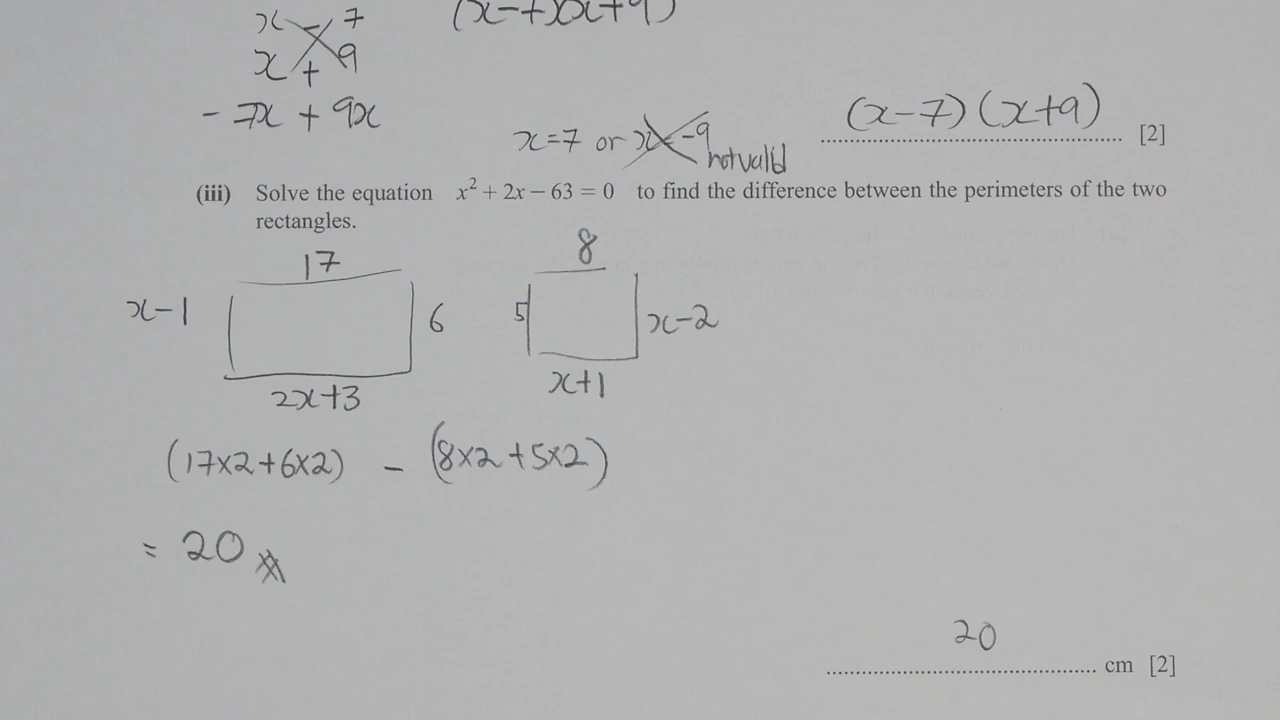 x - 7 (x-7)(x+9)
x + 9
- 7x + 9x
(x-7)(x+9)
x=7 or x=-9 [2]
not valid
(iii) Solve the equation x² + 2x − 63 = 0 to find the difference between the perimeters of the two
rectangles.
17 8
x-1 6 5 x-2
2x+3 x+1
(17×2+6×2) - (8×2+5×2)
= 20
20
cm [2]